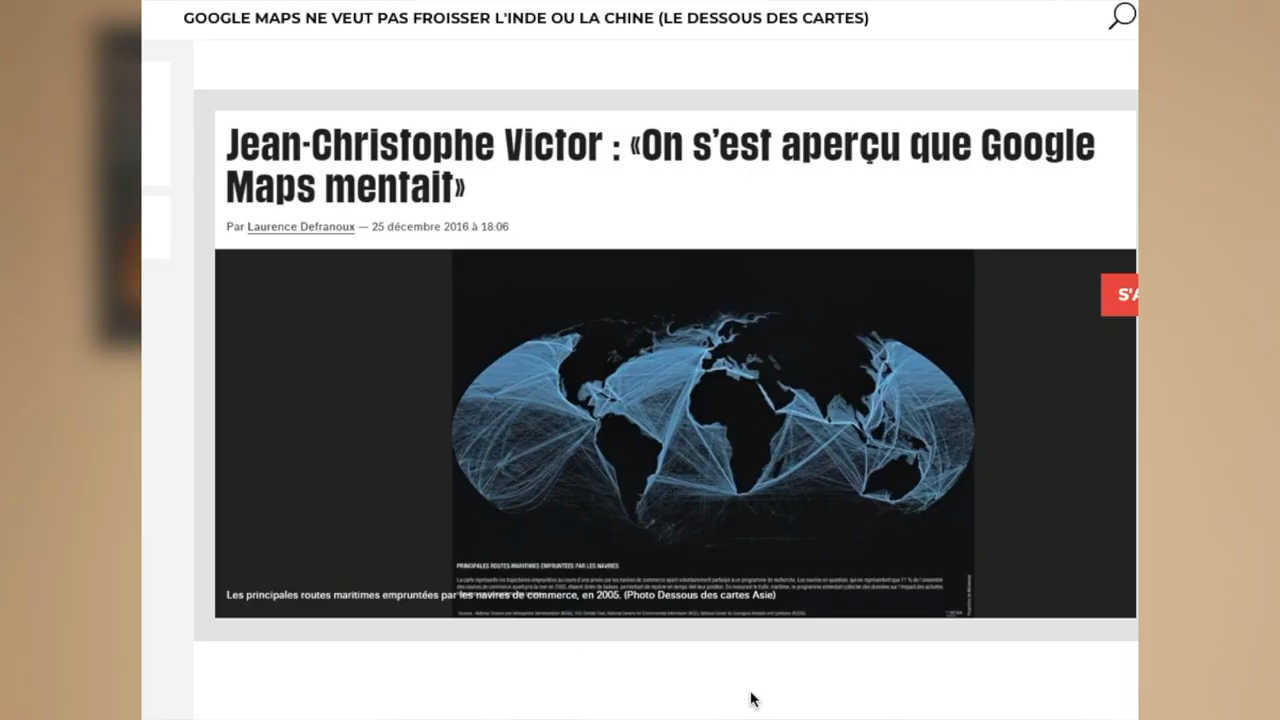 GOOGLE MAPS NE VEUT PAS FROISSER L'INDE OU LA CHINE (LE DESSOUS DES CARTES)
Jean-Christophe Victor : «On s'est aperçu que Google
Maps mentait»
Par Laurence Defranoux — 25 décembre 2016 à 18:06
S'A
PRINCIPALES ROUTES MARITIMES EMPRUNTÉES PAR LES NAVIRES
Les principales routes maritimes empruntées par les navires de commerce, en 2005. (Photo Dessous des cartes Asie)